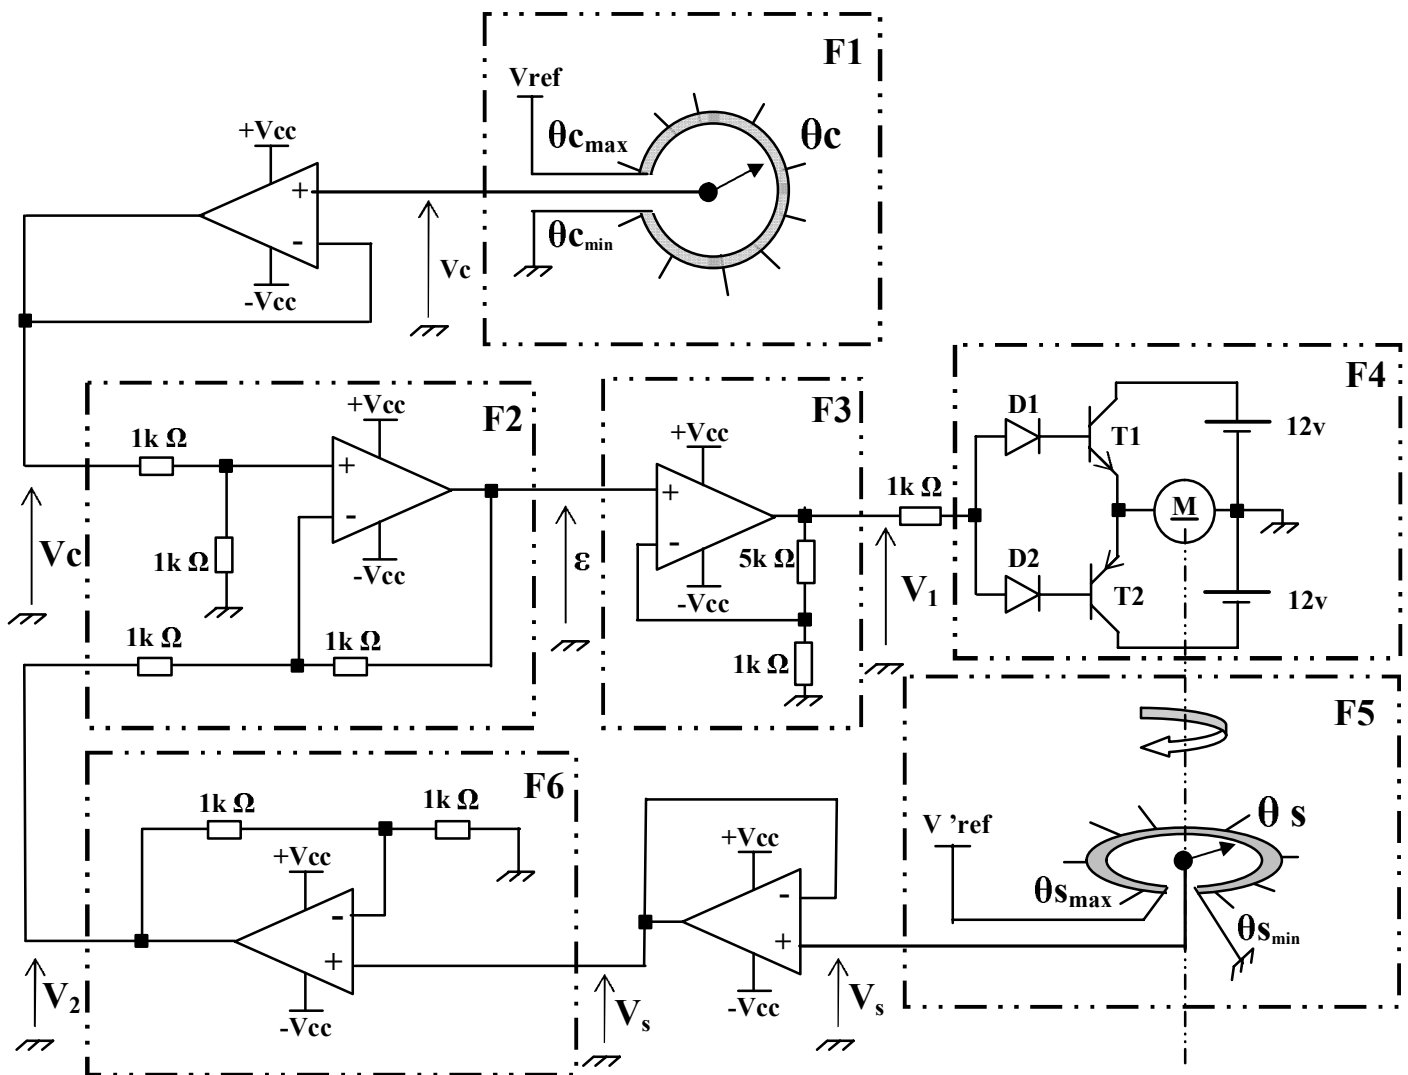 F1
Vref
θcmax
θc
θcmin
+Vcc
+
-
-Vcc
Vc
F2
+Vcc
1k Ω
+
-
-Vcc
1k Ω
Vc
1k Ω
1k Ω
ε
F3
+Vcc
+
-
-Vcc
5k Ω
1k Ω
1k Ω
V1
F4
D1
T1
12v
M
D2
T2
12v
F5
V 'ref
θ s
θsmax
θsmin
F6
1k Ω
1k Ω
+Vcc
-
+
-Vcc
V2
+Vcc
-
+
-Vcc
Vs
Vs